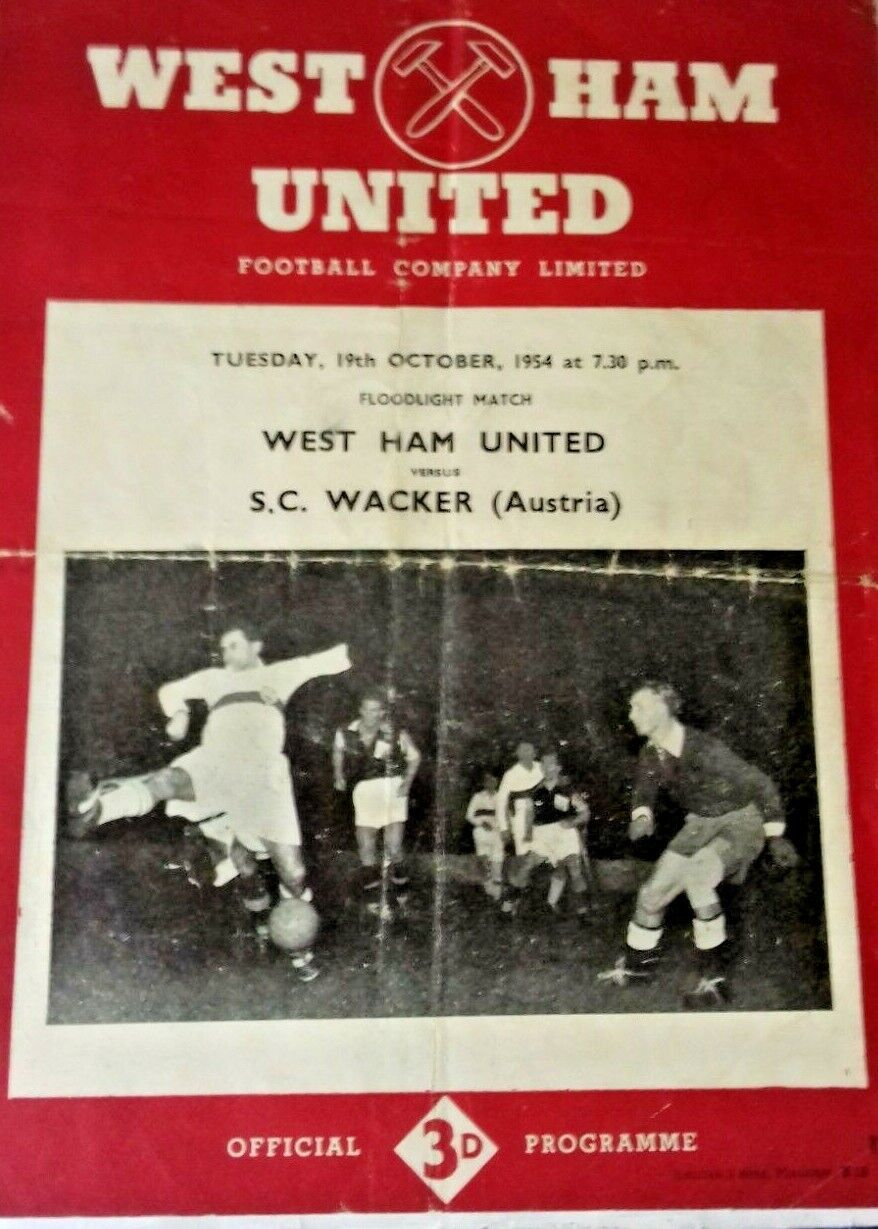 WEST HAM
UNITED
FOOTBALL COMPANY LIMITED
TUESDAY, 19th OCTOBER, 1954 at 7.30 p.m.
FLOODLIGHT MATCH
WEST HAM UNITED
VERSUS
S.C. WACKER (Austria)
OFFICIAL 3D PROGRAMME